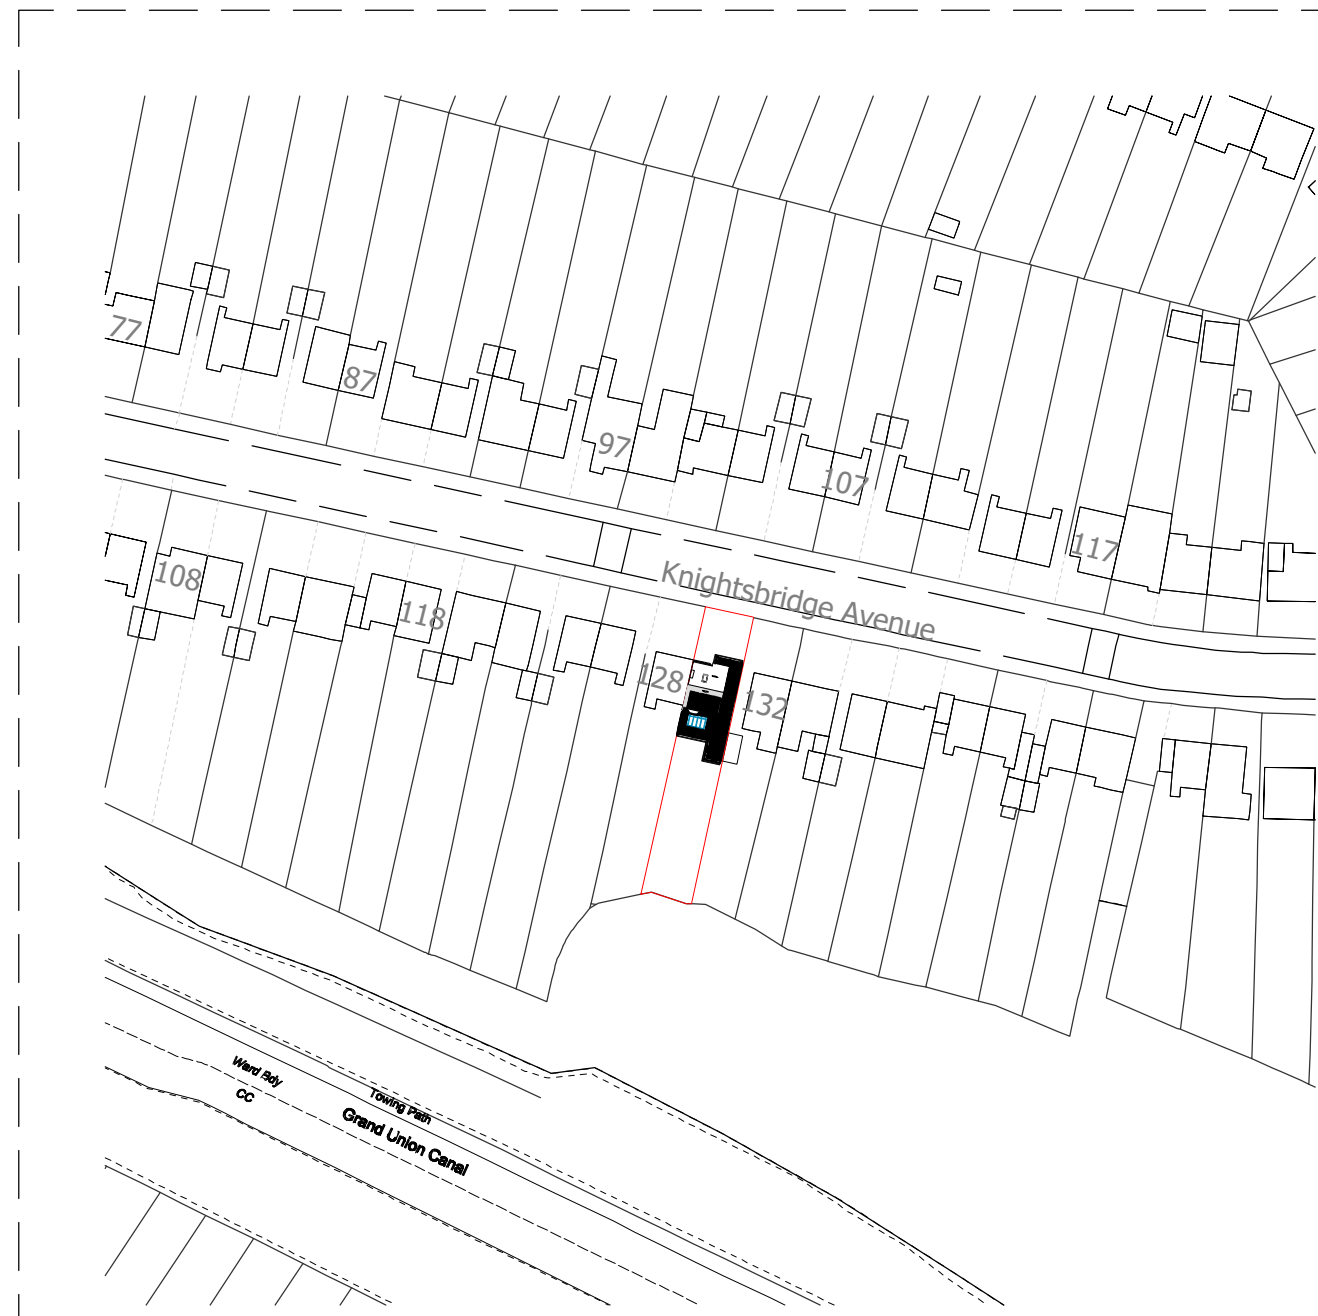 77
87
97
107
117
108
118
Knightsbridge Avenue
128
132
Ward Bdy
CC
Towing Path
Grand Union Canal